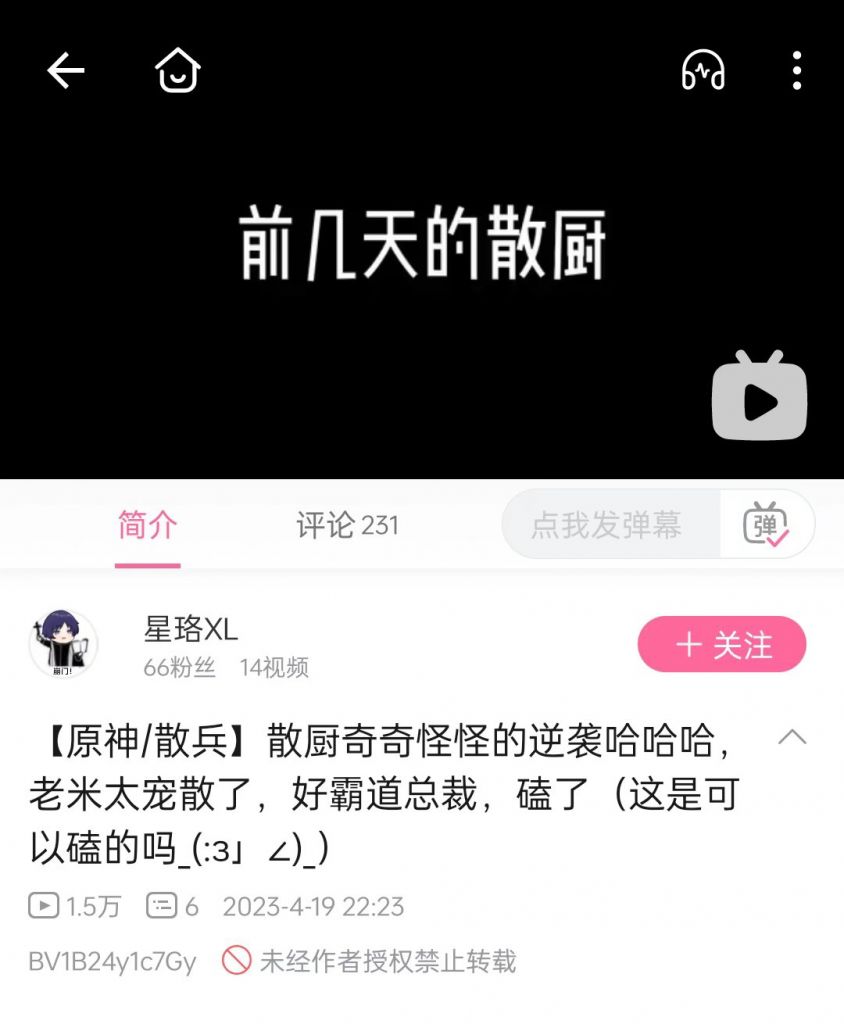 前几天的散厨
简介
评论 231
点我发弹幕
弹
星珞XL
66粉丝 14视频
+ 关注
【原神/散兵】散厨奇奇怪怪的逆袭哈哈哈，
老米太宠散了，好霸道总裁，磕了（这是可
以磕的吗_(:з」∠)_）
1.5万 6 2023-4-19 22:23
BV1B24y1c7Gy 未经作者授权禁止转载